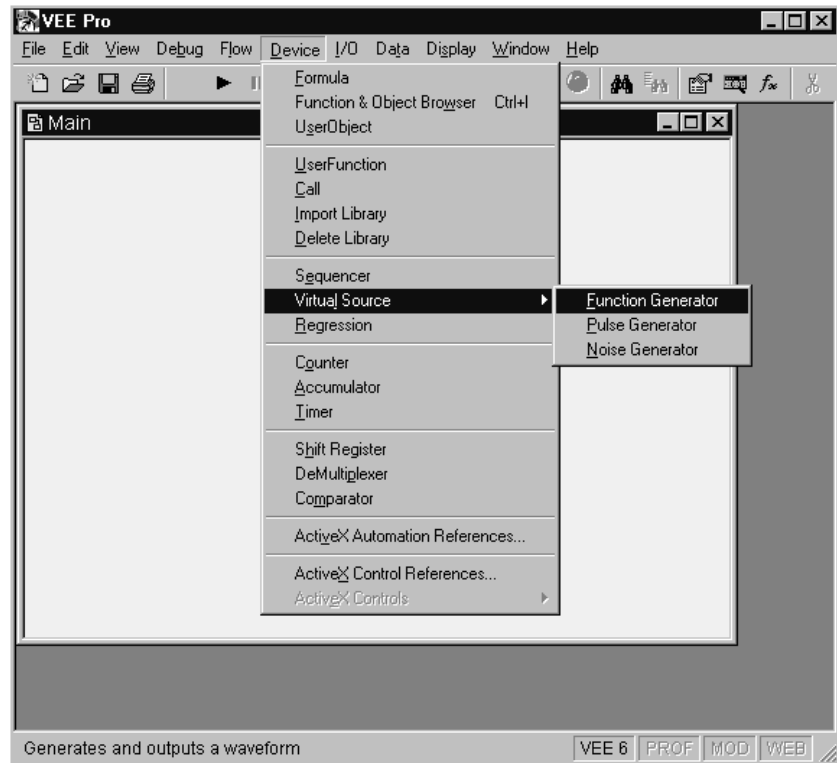 VEE Pro
File Edit View Debug Flow Device I/O Data Display Window Help
Main
Formula
Function & Object Browser Ctrl+I
UserObject
UserFunction
Call
Import Library
Delete Library
Sequencer
Virtual Source
Regression
Counter
Accumulator
Timer
Shift Register
DeMultiplexer
Comparator
ActiveX Automation References...
ActiveX Control References...
ActiveX Controls
Function Generator
Pulse Generator
Noise Generator
Generates and outputs a waveform
VEE 6 PROF MOD WEB